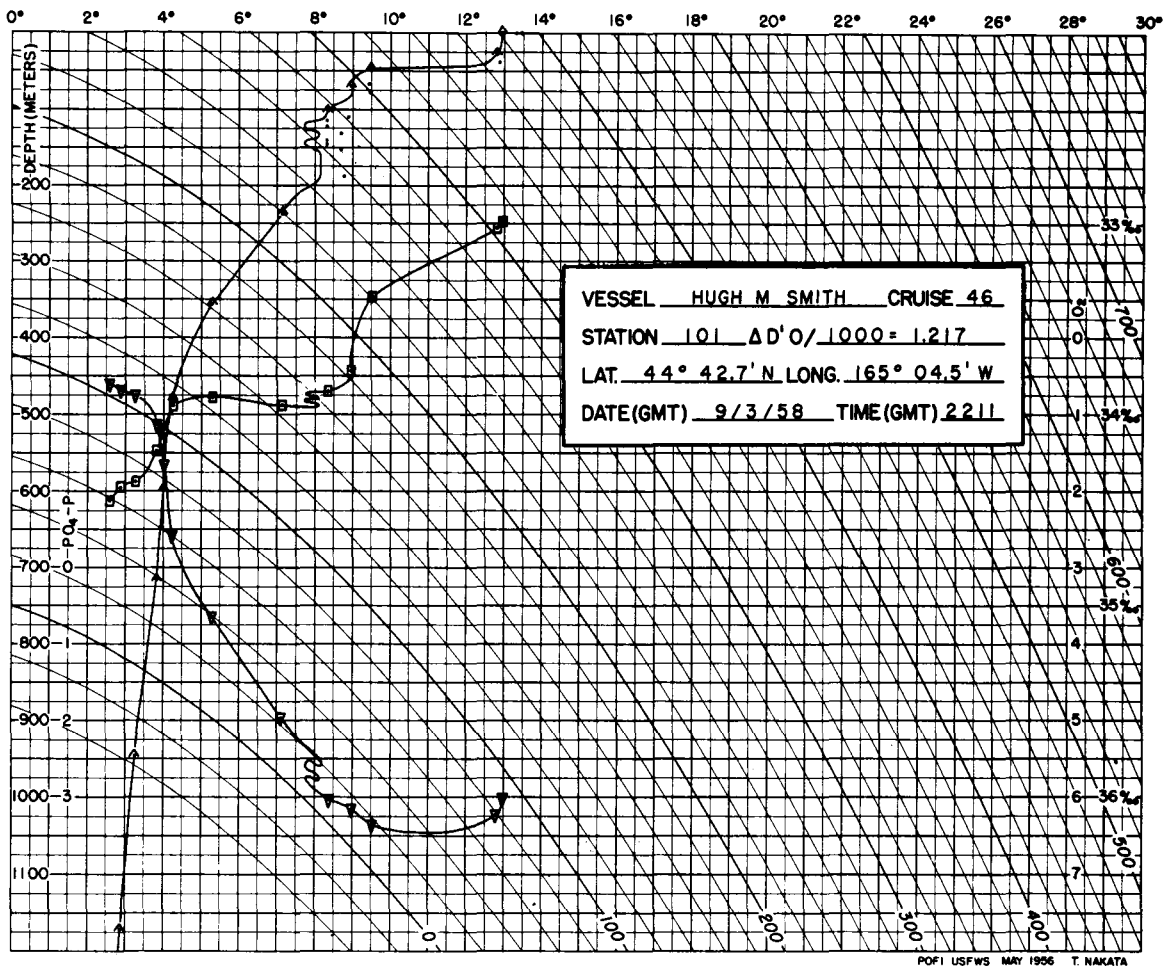 0° 2° 4° 6° 8° 10° 12° 14° 16° 18° 20° 22° 24° 26° 28° 30°
DEPTH (METERS)
200
300
400
500
600
700
800
900
1000
1100
PO₄-P
0
1
2
3
VESSEL HUGH M SMITH CRUISE 46
STATION 101 Δ D'0/1000 = 1.217
LAT. 44° 42.7' N LONG. 165° 04.5' W
DATE (GMT) 9/3/58 TIME (GMT) 2211
O₂
0
1
2
3
4
5
6
7
33‰
34‰
35‰
36‰
700
600
500
0 100 200 300 400
POFI USFWS MAY 1956 T. NAKATA